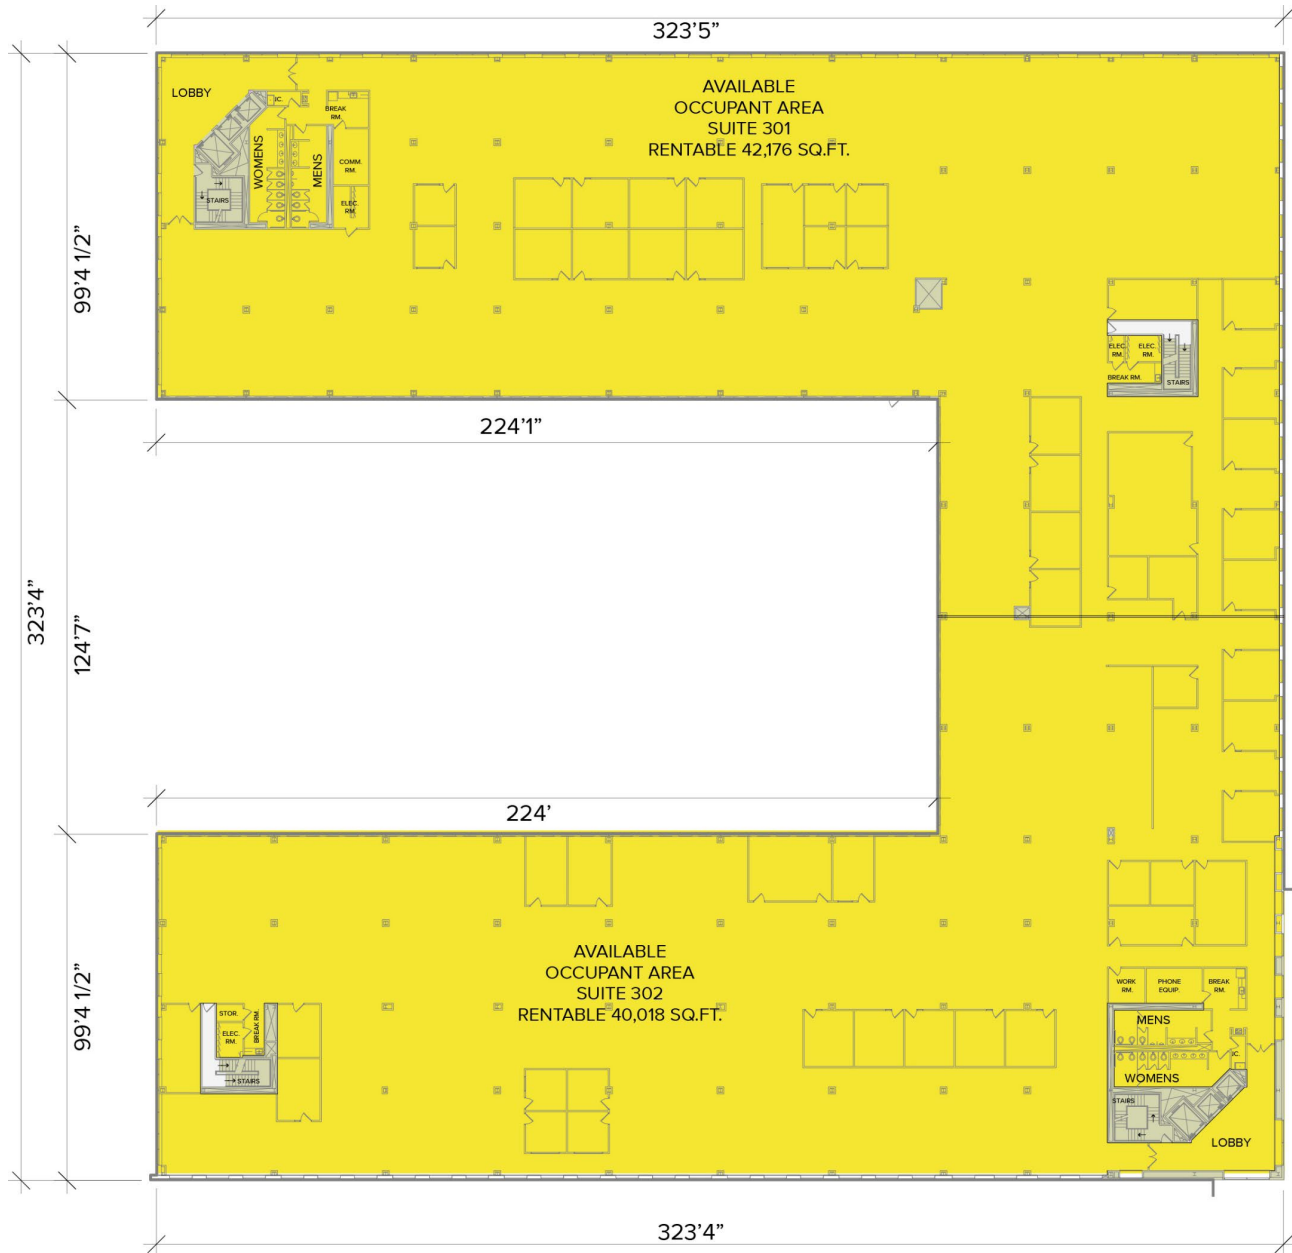 323'5"
LOBBY
JC.
BREAK
RM.
WOMENS
MENS
COMM.
RM.
STAIRS
ELEC.
RM.
AVAILABLE
OCCUPANT AREA
SUITE 301
RENTABLE 42,176 SQ.FT.
99'4 1/2"
ELEC.
RM.
ELEC.
RM.
BREAK RM.
STAIRS
224'1"
323'4"
124'7"
224'
AVAILABLE
OCCUPANT AREA
SUITE 302
RENTABLE 40,018 SQ.FT.
99'4 1/2"
STOR.
ELEC.
RM.
BREAK RM.
STAIRS
WORK
RM.
PHONE
EQUIP.
BREAK
RM.
MENS
JC.
WOMENS
STAIRS
LOBBY
323'4"